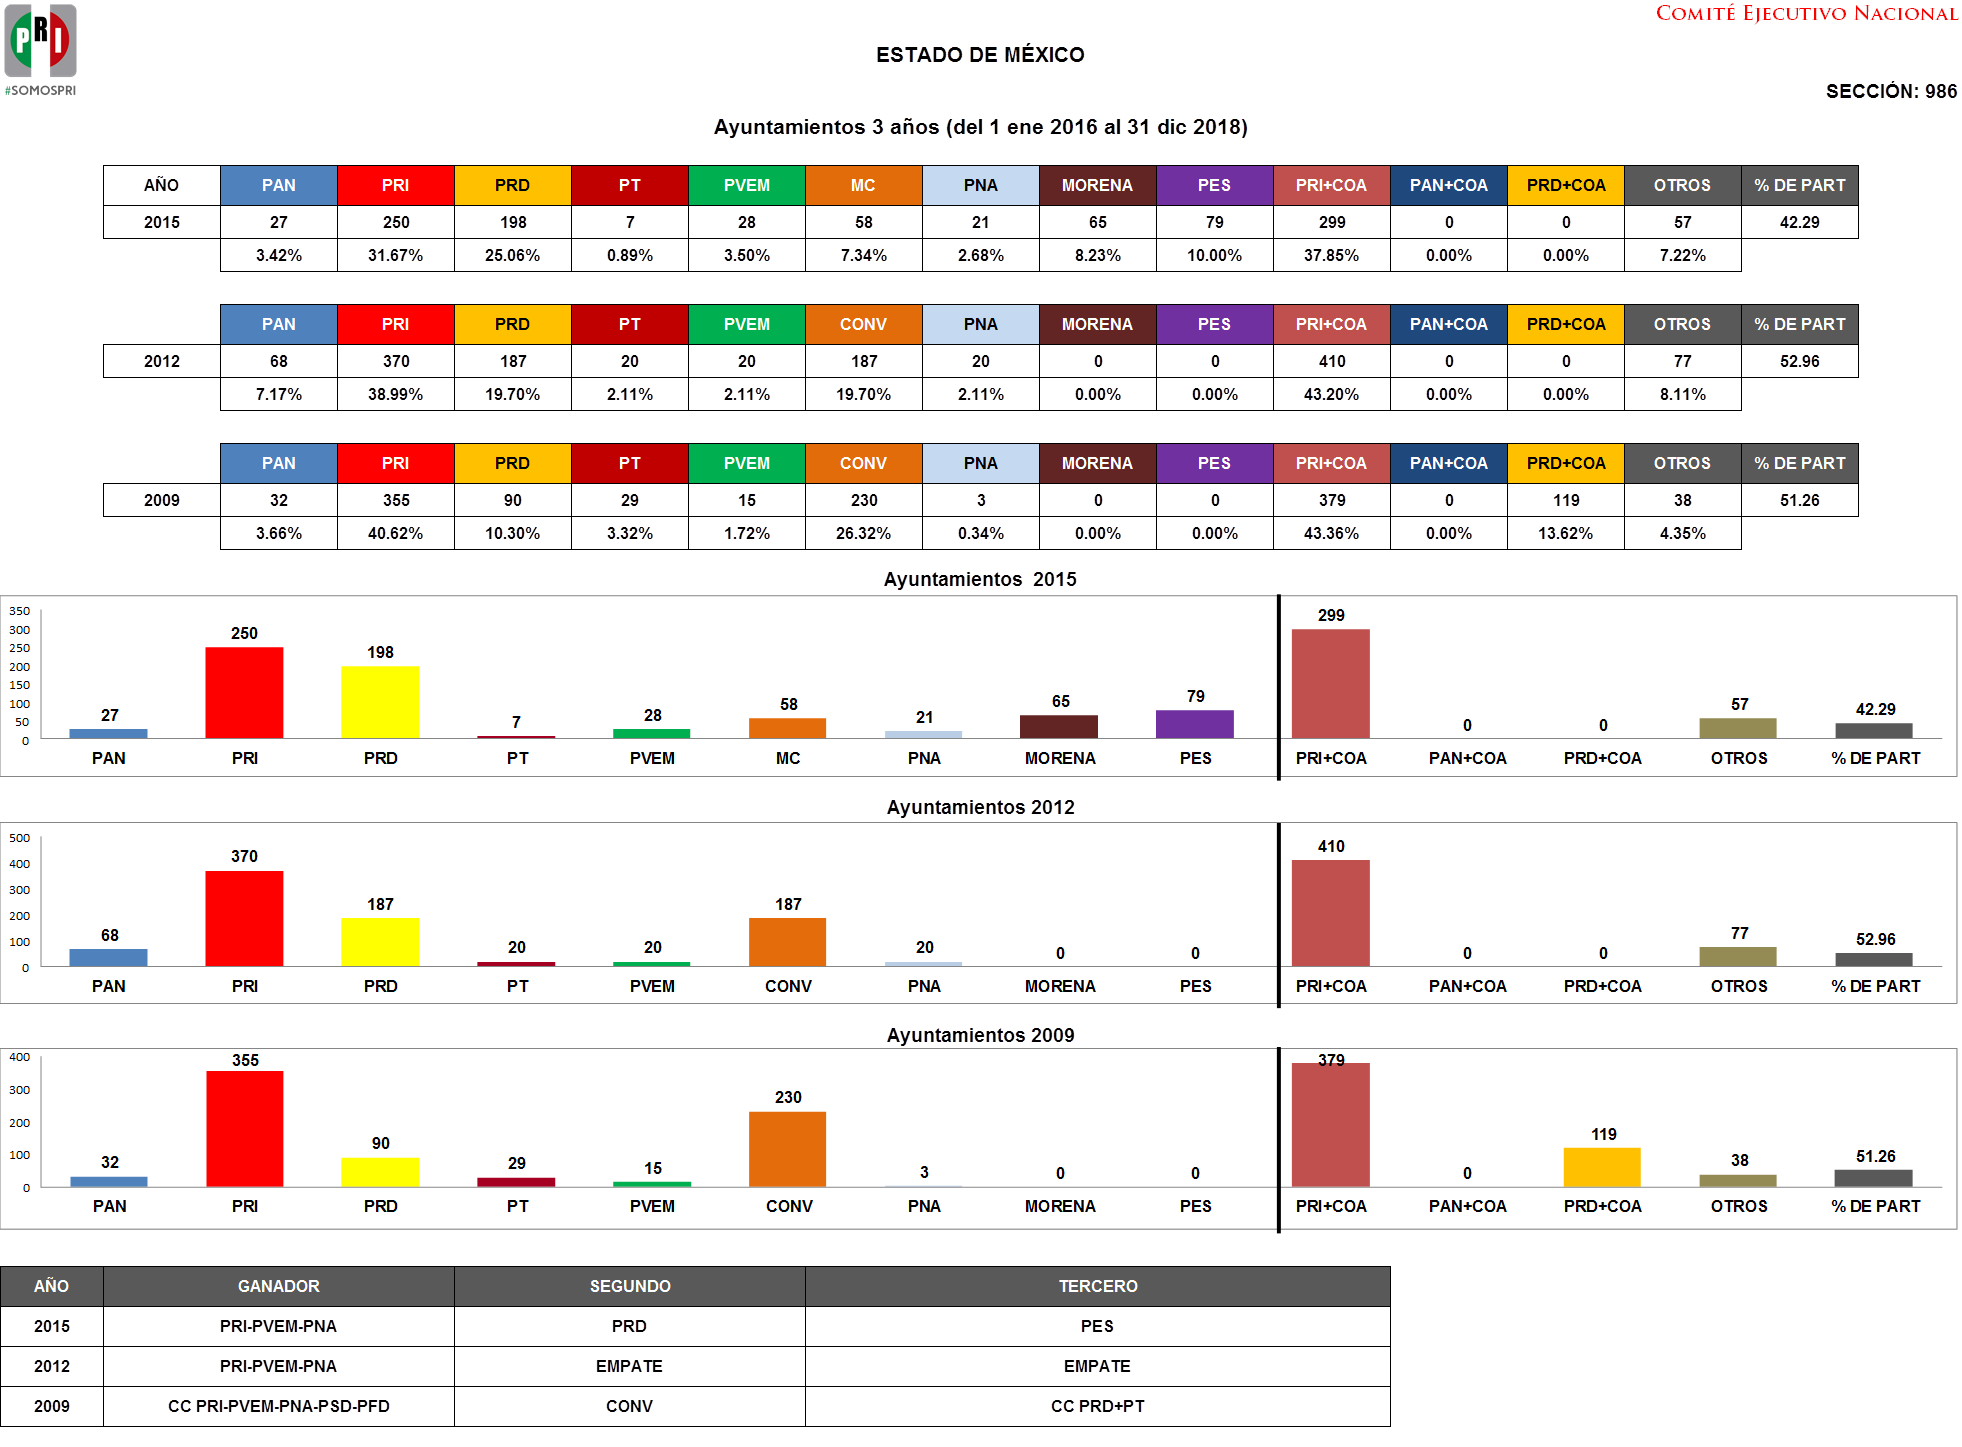 COMITÉ EJECUTIVO NACIONAL
PRI
#SOMOSPRI
ESTADO DE MÉXICO
SECCIÓN: 986
Ayuntamientos 3 años (del 1 ene 2016 al 31 dic 2018)
AÑO PAN PRI PRD PT PVEM MC PNA MORENA PES PRI+COA PAN+COA PRD+COA OTROS % DE PART
2015 27 250 198 7 28 58 21 65 79 299 0 0 57 42.29
3.42% 31.67% 25.06% 0.89% 3.50% 7.34% 2.68% 8.23% 10.00% 37.85% 0.00% 0.00% 7.22%
PAN PRI PRD PT PVEM CONV PNA MORENA PES PRI+COA PAN+COA PRD+COA OTROS % DE PART
2012 68 370 187 20 20 187 20 0 0 410 0 0 77 52.96
7.17% 38.99% 19.70% 2.11% 2.11% 19.70% 2.11% 0.00% 0.00% 43.20% 0.00% 0.00% 8.11%
PAN PRI PRD PT PVEM CONV PNA MORENA PES PRI+COA PAN+COA PRD+COA OTROS % DE PART
2009 32 355 90 29 15 230 3 0 0 379 0 119 38 51.26
3.66% 40.62% 10.30% 3.32% 1.72% 26.32% 0.34% 0.00% 0.00% 43.36% 0.00% 13.62% 4.35%
Ayuntamientos 2015
350
300
250
200
150
100
50
0
27 250 198 7 28 58 21 65 79 299 0 0 57 42.29
PAN PRI PRD PT PVEM MC PNA MORENA PES PRI+COA PAN+COA PRD+COA OTROS % DE PART
Ayuntamientos 2012
500
400
300
200
100
0
68 370 187 20 20 187 20 0 0 410 0 0 77 52.96
PAN PRI PRD PT PVEM CONV PNA MORENA PES PRI+COA PAN+COA PRD+COA OTROS % DE PART
Ayuntamientos 2009
400
300
200
100
0
32 355 90 29 15 230 3 0 0 379 0 119 38 51.26
PAN PRI PRD PT PVEM CONV PNA MORENA PES PRI+COA PAN+COA PRD+COA OTROS % DE PART
AÑO GANADOR SEGUNDO TERCERO
2015 PRI-PVEM-PNA PRD PES
2012 PRI-PVEM-PNA EMPATE EMPATE
2009 CC PRI-PVEM-PNA-PSD-PFD CONV CC PRD+PT